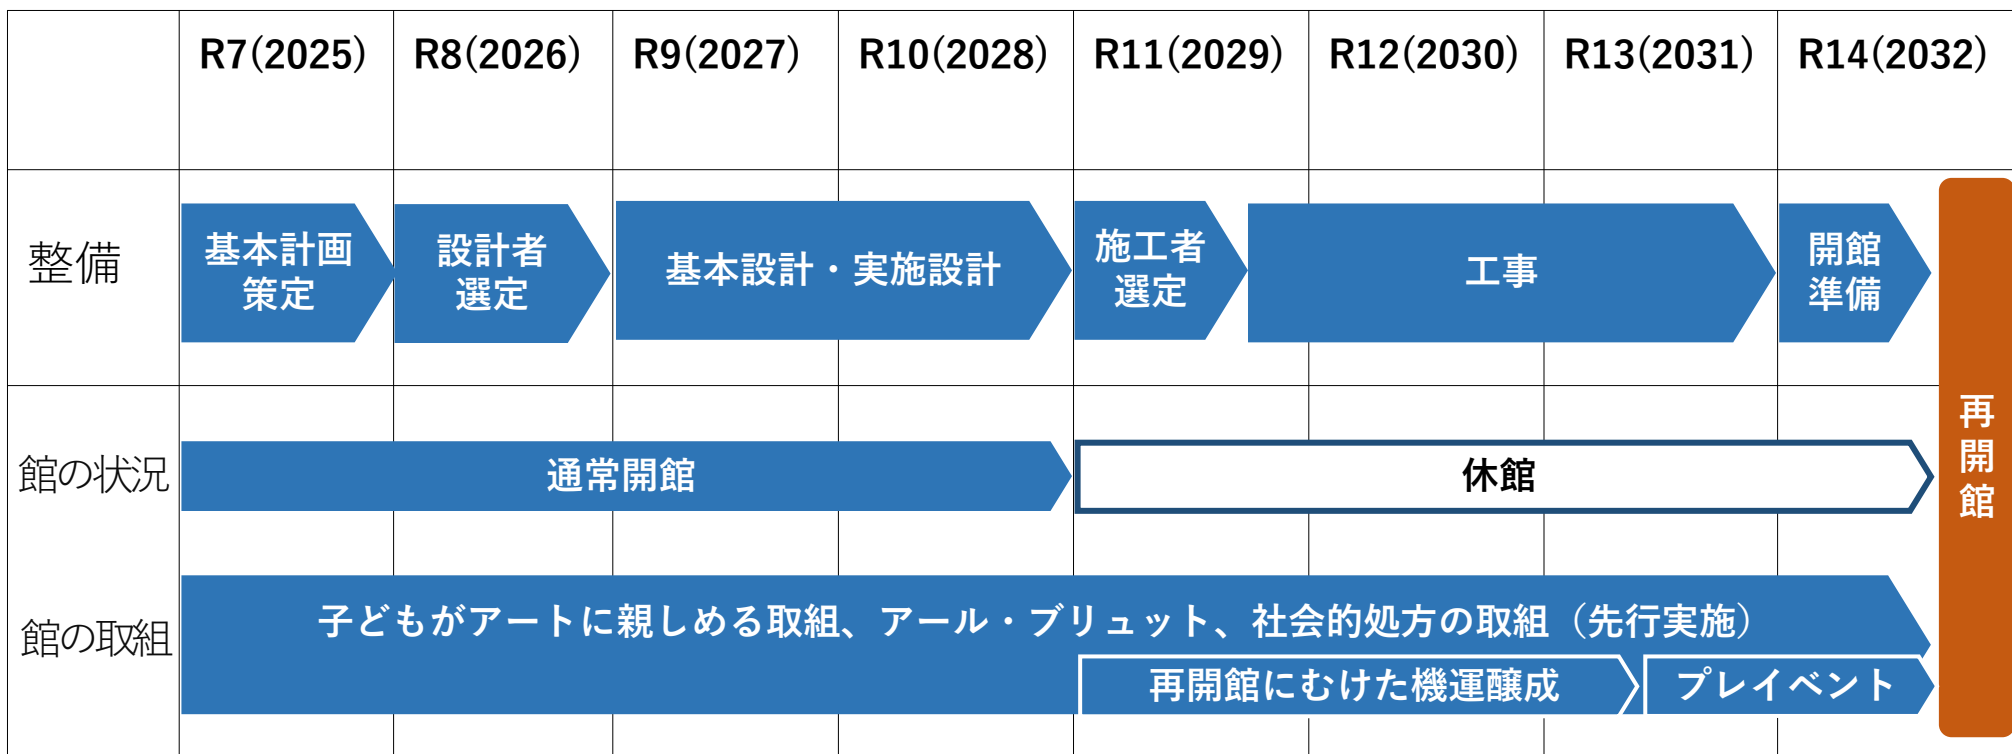 R7(2025) R8(2026) R9(2027) R10(2028) R11(2029) R12(2030) R13(2031) R14(2032)
整備
基本計画
策定
設計者
選定
基本設計・実施設計
施工者
選定
工事
開館
準備
館の状況
通常開館
休館
館の取組
子どもがアートに親しめる取組、アール・ブリュット、社会的処方の取組（先行実施）
再開館にむけた機運醸成
プレイベント
再開館